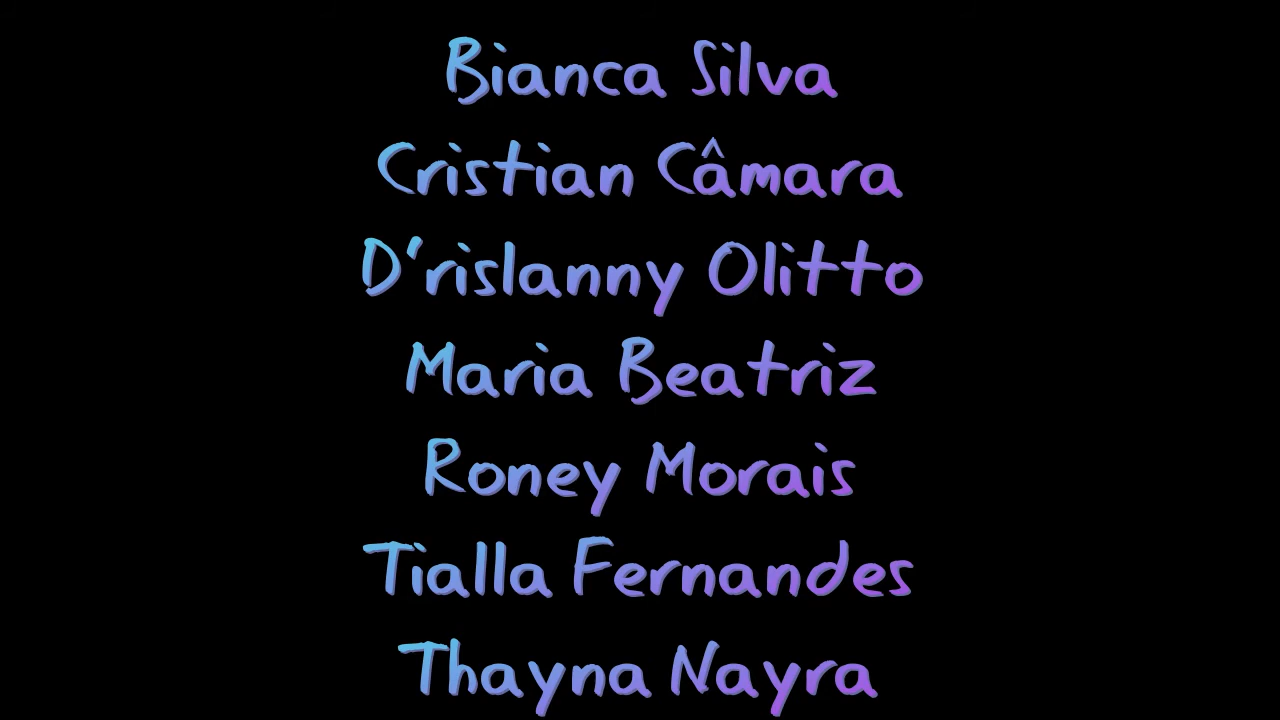 Bianca Silva
Cristian Câmara
D'rislanny Olitto
Maria Beatriz
Roney Morais
Tialla Fernandes
Thayna Nayra